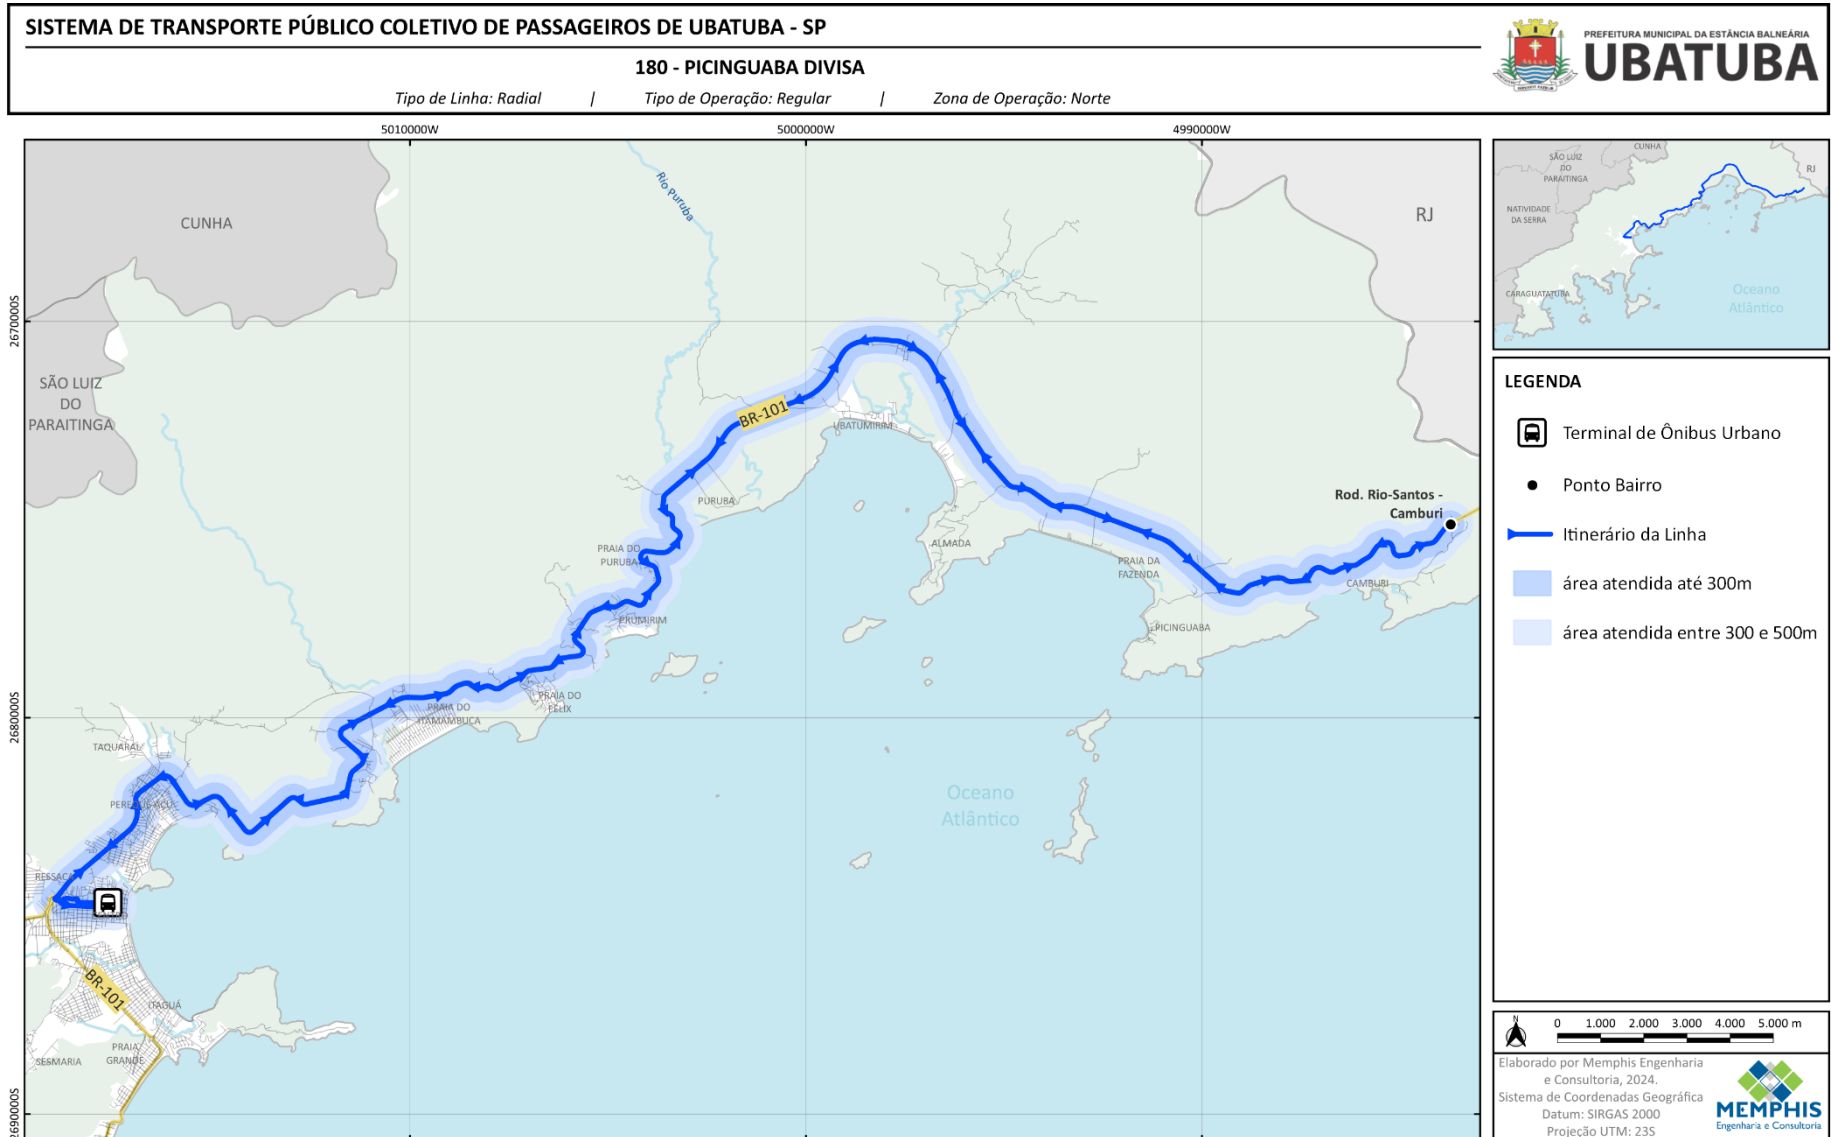 SISTEMA DE TRANSPORTE PÚBLICO COLETIVO DE PASSAGEIROS DE UBATUBA - SP
180 - PICINGUABA DIVISA
Tipo de Linha: Radial | Tipo de Operação: Regular | Zona de Operação: Norte
PREFEITURA MUNICIPAL DA ESTÂNCIA BALNEÁRIA
UBATUBA
5010000W 5000000W 4990000W
2670000S
2680000S
2690000S
CUNHA
Rio Puruba
RJ
SÃO LUIZ
DO
PARAITINGA
BR-101
UBATUMIRIM
PURUBA
Rod. Rio-Santos -
Camburi
PRAIA DO
PURUBA
ALMADA
PRAIA DA
FAZENDA
CAMBURI
PRUMIRIM
PICINGUABA
PRAIA DO
FÉLIX
PRAIA DO
ITAMAMBUCA
TAQUARAL
PEREQUÊ-AÇU
Oceano
Atlântico
RESSACA
BR-101
ITAGUÁ
PRAIA
GRANDE
SESMARIA
CUNHA
SÃO LUIZ
DO
PARAITINGA
RJ
NATIVIDADE
DA SERRA
CARAGUATATUBA
Oceano
Atlântico
LEGENDA
Terminal de Ônibus Urbano
Ponto Bairro
Itinerário da Linha
área atendida até 300m
área atendida entre 300 e 500m
N
0 1.000 2.000 3.000 4.000 5.000 m
Elaborado por Memphis Engenharia
e Consultoria, 2024.
Sistema de Coordenadas Geográfica
Datum: SIRGAS 2000
Projeção UTM: 23S
MEMPHIS
Engenharia e Consultoria